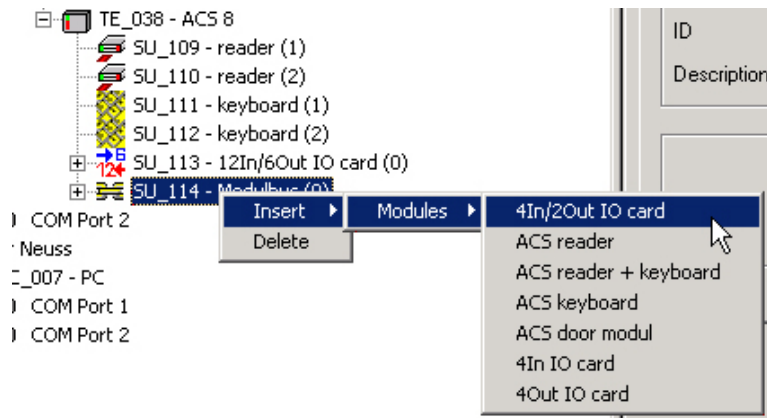 TE_038 - ACS 8
SU_109 - reader (1)
SU_110 - reader (2)
SU_111 - keyboard (1)
SU_112 - keyboard (2)
SU_113 - 12In/6Out IO card (0)
SU_114 - Modulbus (0)
COM Port 2
Neuss
_007 - PC
COM Port 1
COM Port 2
Insert
Delete
Modules
4In/2Out IO card
ACS reader
ACS reader + keyboard
ACS keyboard
ACS door modul
4In IO card
4Out IO card
ID
Description